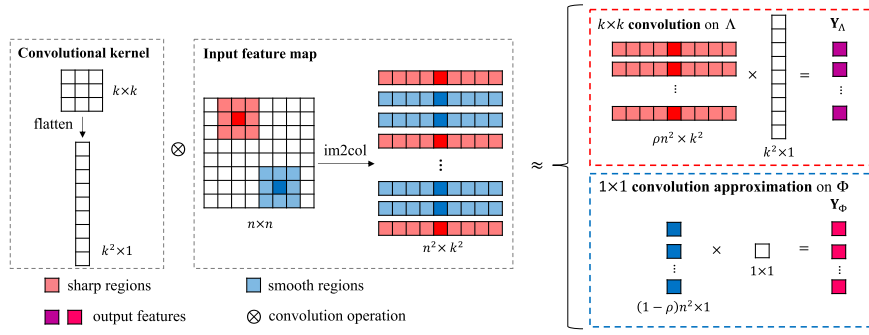 Convolutional kernel
k×k
flatten
k²×1
⊗
Input feature map
n×n
im2col
⋮
n²× k²
≈
k×k convolution on Λ
Y_Λ
× =
⋮ ⋮
ρn²× k²
k²×1
1×1 convolution approximation on Φ
Y_Φ
× =
1×1
⋮ ⋮
(1−ρ)n²×1
sharp regions
smooth regions
output features
⊗ convolution operation